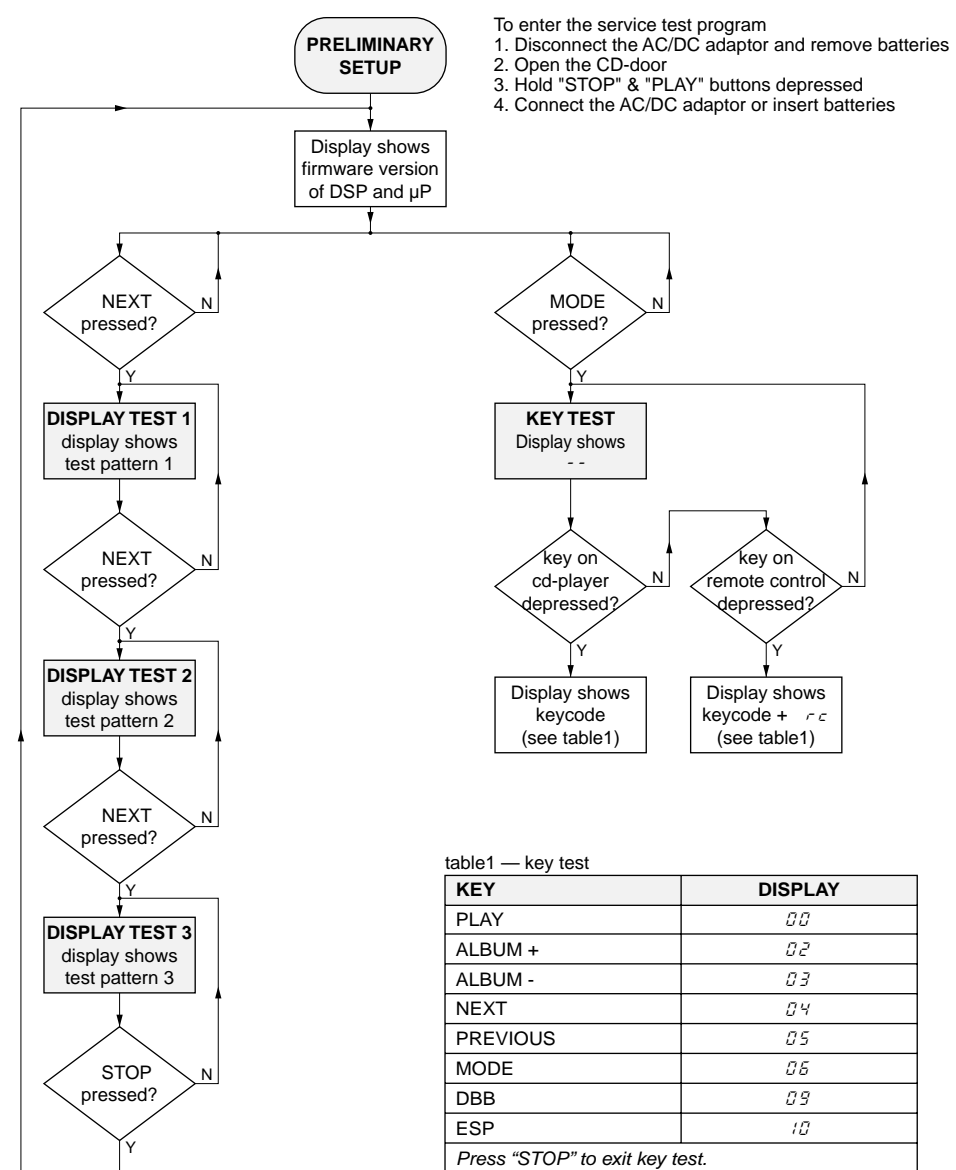 PRELIMINARY
SETUP
To enter the service test program
1. Disconnect the AC/DC adaptor and remove batteries
2. Open the CD-door
3. Hold "STOP" & "PLAY" buttons depressed
4. Connect the AC/DC adaptor or insert batteries
Display shows
firmware version
of DSP and µP
NEXT
pressed?
N
Y
DISPLAY TEST 1
display shows
test pattern 1
NEXT
pressed?
N
Y
DISPLAY TEST 2
display shows
test pattern 2
NEXT
pressed?
N
Y
DISPLAY TEST 3
display shows
test pattern 3
STOP
pressed?
N
Y
MODE
pressed?
N
Y
KEY TEST
Display shows
- -
key on
cd-player
depressed?
N
Y
Display shows
keycode
(see table1)
key on
remote control
depressed?
N
Y
Display shows
keycode + rc
(see table1)
table1 — key test
KEY DISPLAY
PLAY 00
ALBUM + 02
ALBUM - 03
NEXT 04
PREVIOUS 05
MODE 06
DBB 09
ESP 10
Press “STOP” to exit key test.